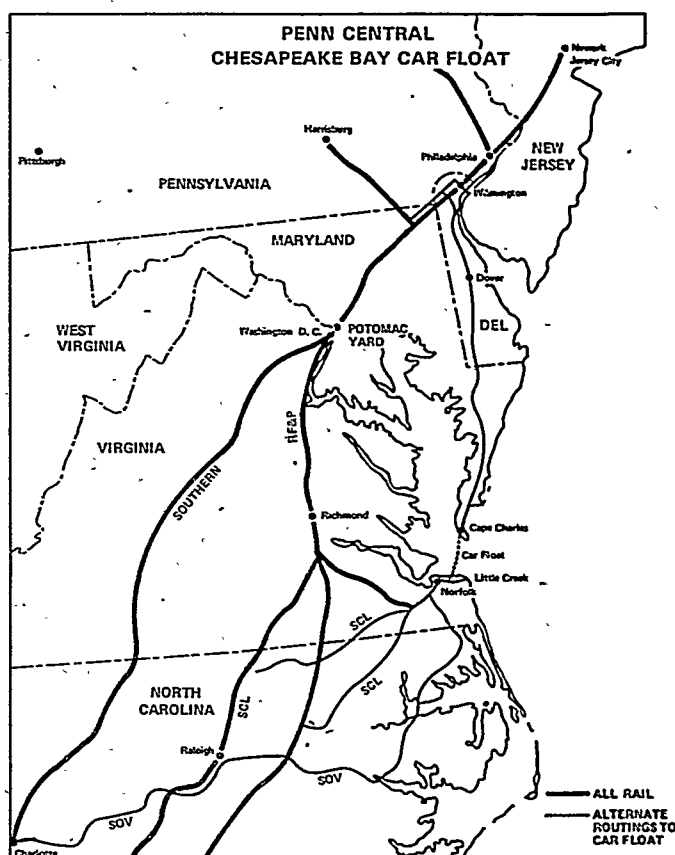 PENN CENTRAL
CHESAPEAKE BAY CAR FLOAT
Newark
Jersey City
Harrisburg
Pittsburgh
Philadelphia
NEW
JERSEY
PENNSYLVANIA
Wilmington
MARYLAND
Dover
WEST
VIRGINIA
Washington D.C.
POTOMAC
YARD
DEL
VIRGINIA
RF&P
SOUTHERN
Richmond
Cape Charles
Car Float
Little Creek
Norfolk
SCL
SCL
NORTH
CAROLINA
SCL
Raleigh
SOV
SOV
Charlotte
ALL RAIL
ALTERNATE
ROUTINGS TO
CAR FLOAT